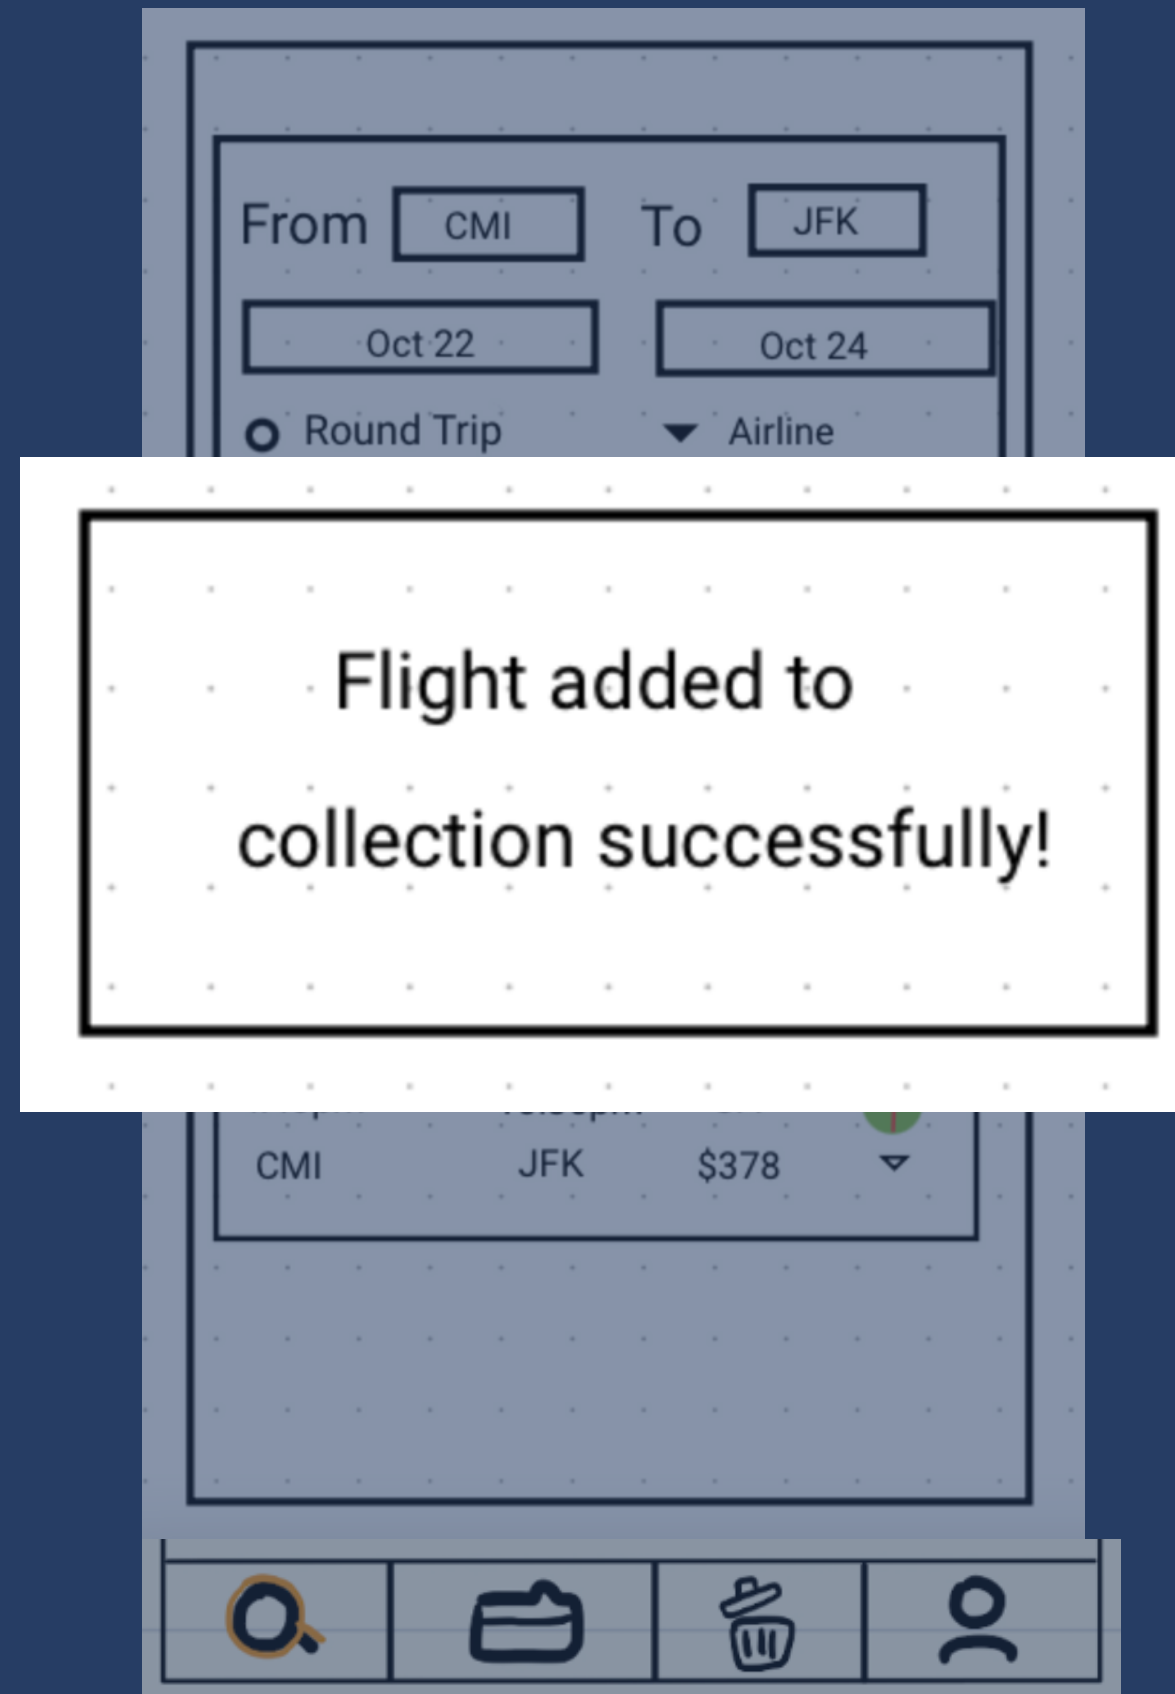 From CMI To JFK
Oct 22 Oct 24
Round Trip Airline
Flight added to
collection successfully!
CMI JFK $378